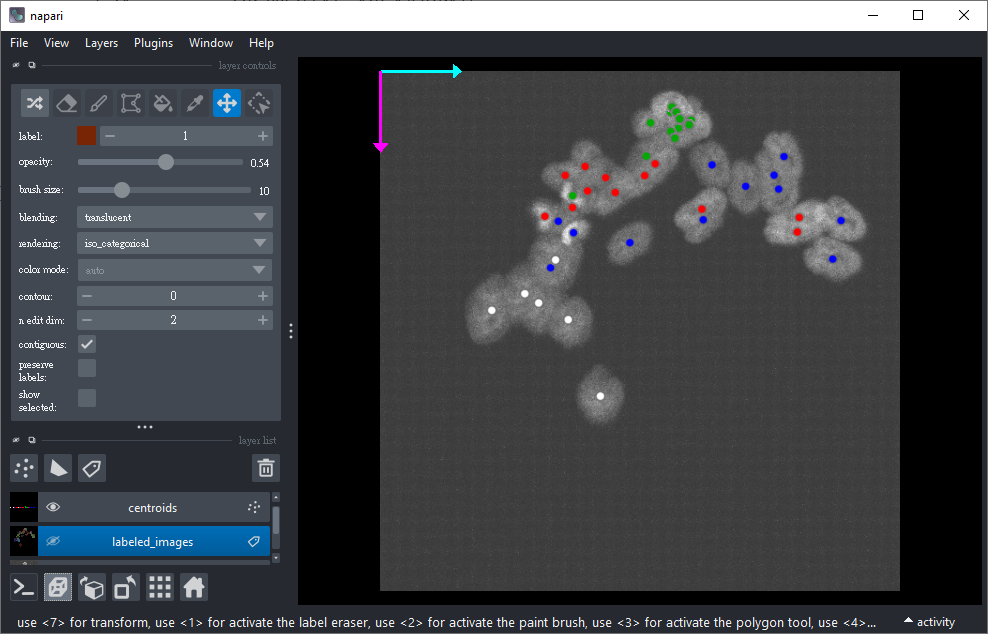 napari
File View Layers Plugins Window Help
layer controls
label: 1
opacity: 0.54
brush size: 10
blending: translucent
rendering: iso_categorical
color mode: auto
contour: 0
n edit dim: 2
contiguous:
preserve
labels:
show
selected:
layer list
centroids
labeled_images
use <7> for transform, use <1> for activate the label eraser, use <2> for activate the paint brush, use <3> for activate the polygon tool, use <4>... activity